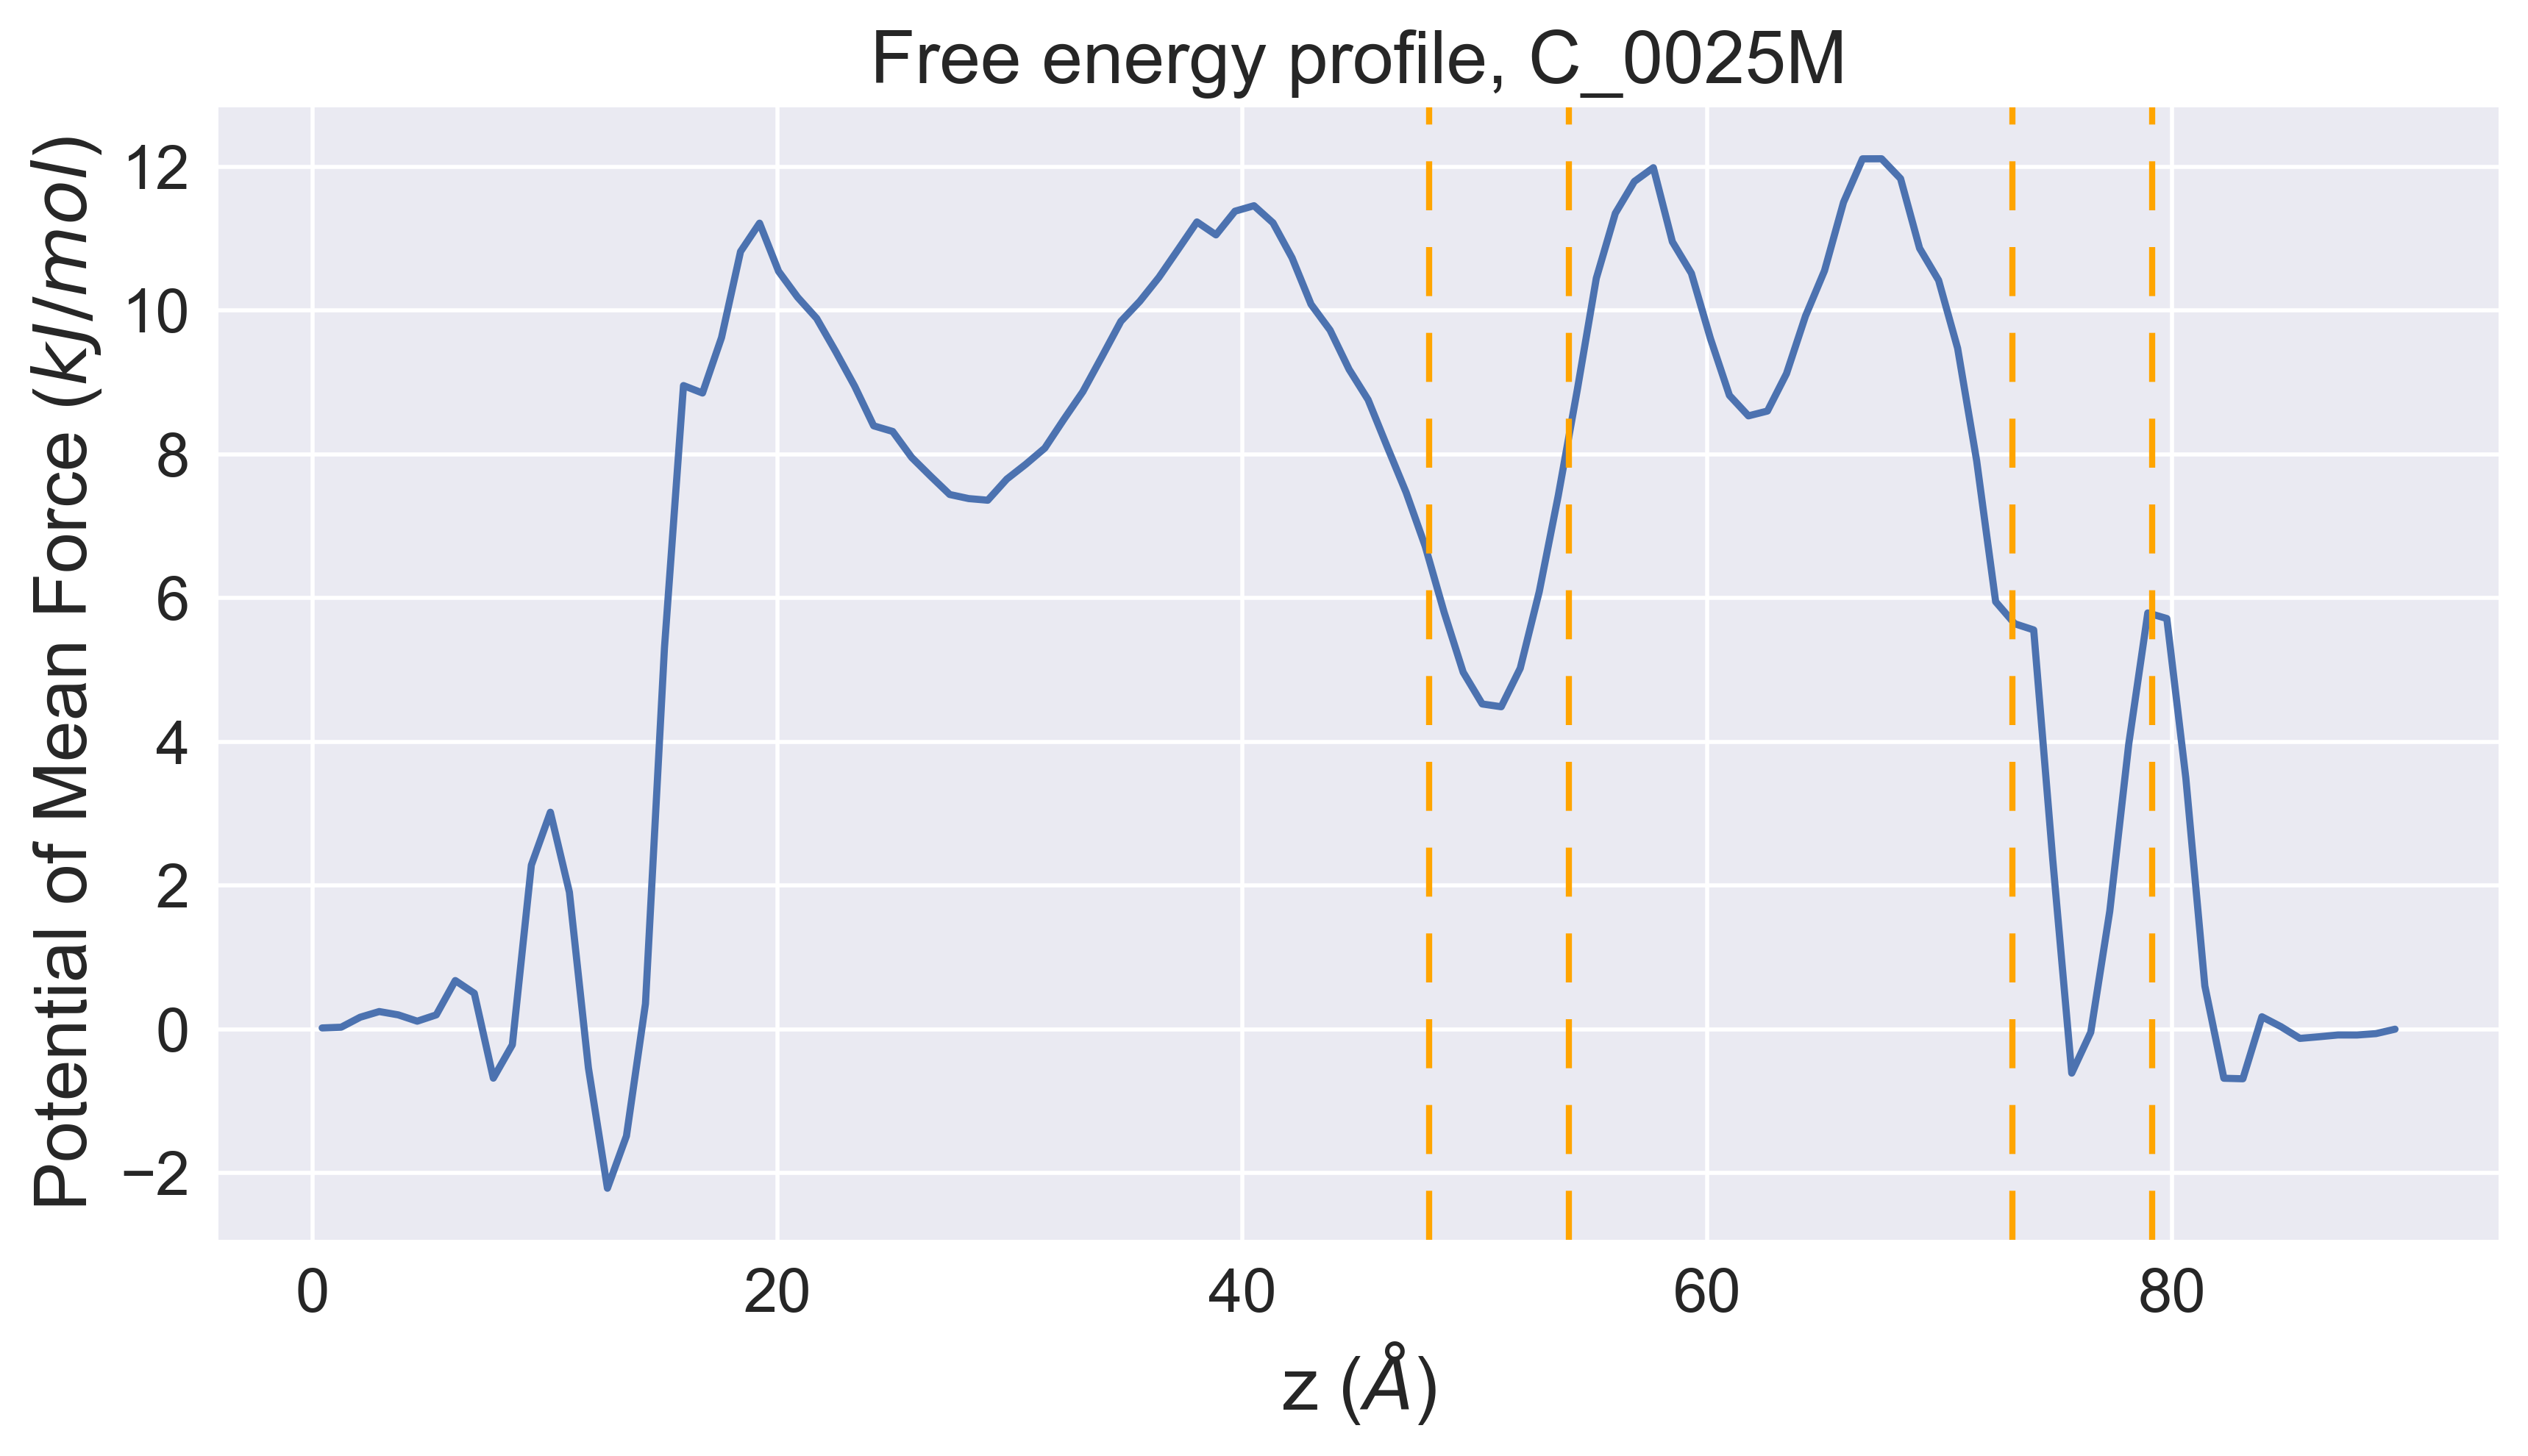 Free energy profile, C_0025M
Potential of Mean Force (kJ/mol)
12
10
8
6
4
2
0
−2
0 20 40 60 80
z (Å)